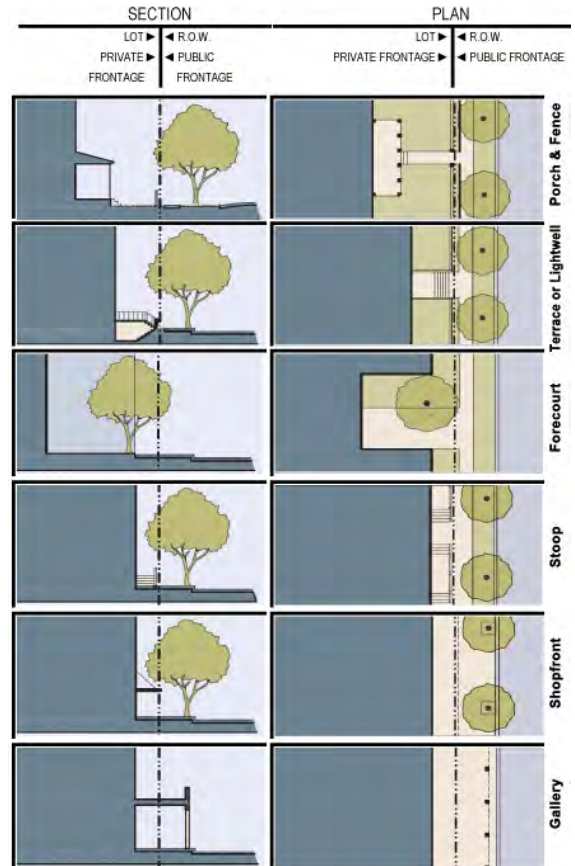 SECTION
PLAN
LOT ► ◄ R.O.W.
PRIVATE ► ◄ PUBLIC
FRONTAGE FRONTAGE
LOT ► ◄ R.O.W.
PRIVATE FRONTAGE ► ◄ PUBLIC FRONTAGE
Porch & Fence
Terrace or Lightwell
Forecourt
Stoop
Shopfront
Gallery